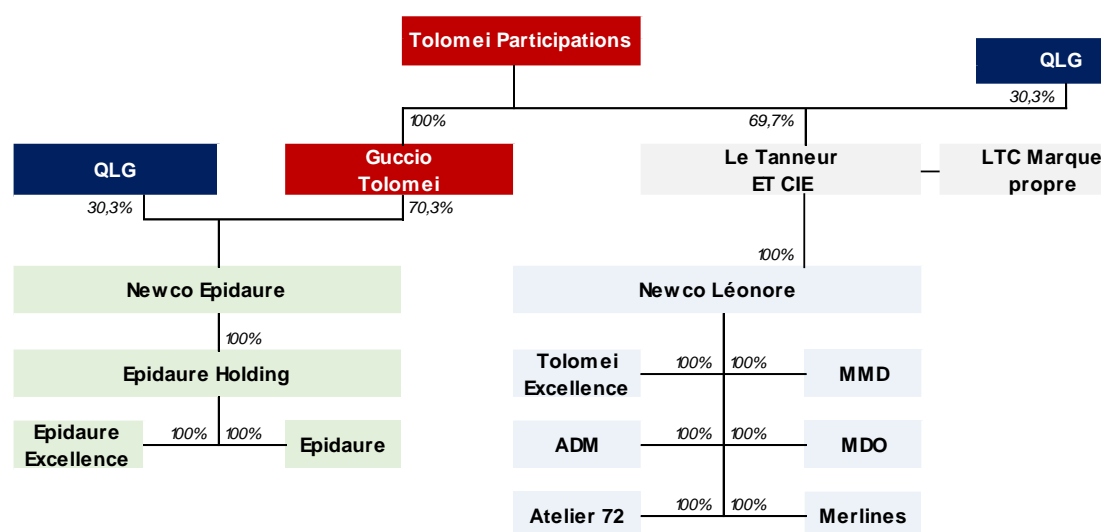 Tolomei Participations
QLG
30,3%
100%
69,7%
QLG
Guccio
Tolomei
Le Tanneur
ET CIE
LTC Marque
propre
30,3%
70,3%
100%
Newco Epidaure
Newco Léonore
100%
Epidaure Holding
Tolomei
Excellence
100%
100%
MMD
Epidaure
Excellence
100%
100%
Epidaure
ADM
100%
100%
MDO
Atelier 72
100%
100%
Merlines